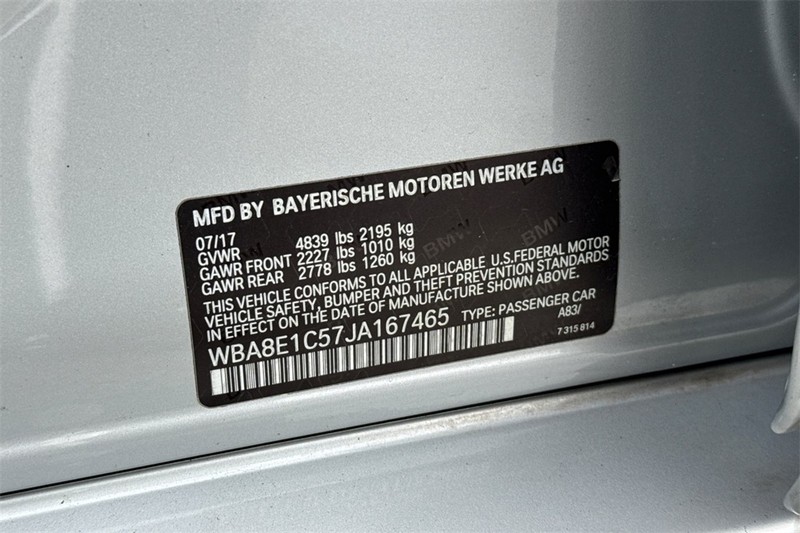 MFD BY BAYERISCHE MOTOREN WERKE AG
07/17
GVWR 4839 lbs 2195 kg
GAWR FRONT 2227 lbs 1010 kg
GAWR REAR 2778 lbs 1260 kg
THIS VEHICLE CONFORMS TO ALL APPLICABLE U.S.FEDERAL MOTOR
VEHICLE SAFETY, BUMPER AND THEFT PREVENTION STANDARDS
IN EFFECT ON THE DATE OF MANUFACTURE SHOWN ABOVE.
WBA8E1C57JA167465 TYPE: PASSENGER CAR
A83/
7 315 814